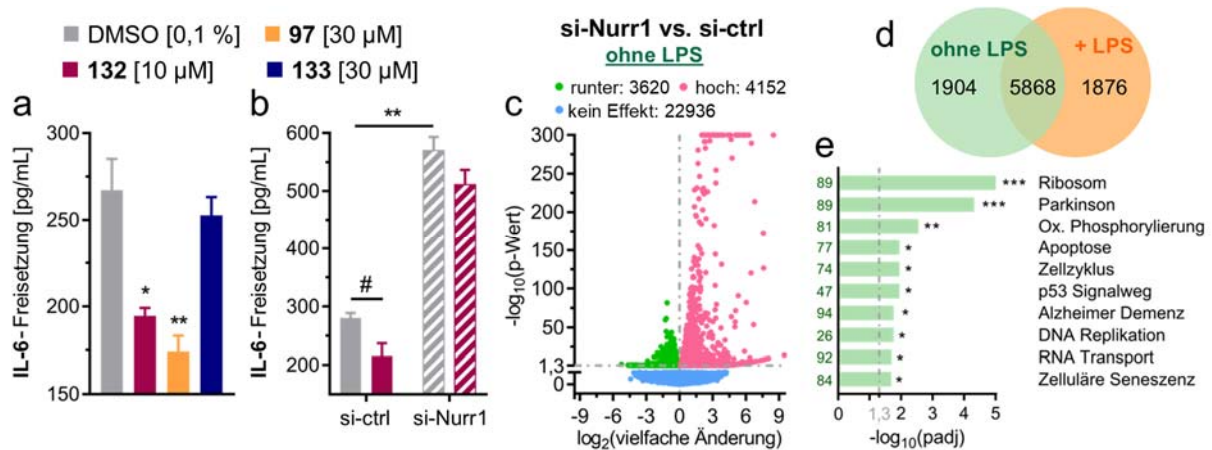 DMSO [0,1 %]
97 [30 µM]
132 [10 µM]
133 [30 µM]
a
IL-6- Freisetzung [pg/mL]
300
250
200
150
*
**
b
IL-6- Freisetzung [pg/mL]
600
500
400
300
200
**
#
si-ctrl
si-Nurr1
si-Nurr1 vs. si-ctrl
ohne LPS
runter: 3620
hoch: 4152
kein Effekt: 22936
c
-log10(p-Wert)
300
250
200
150
100
50
1,3
0
-9 -6 -3 0 3 6 9
log2(vielfache Änderung)
d
ohne LPS
+ LPS
1904
5868
1876
e
89 *** Ribosom
89 *** Parkinson
81 ** Ox. Phosphorylierung
77 * Apoptose
74 * Zellzyklus
47 * p53 Signalweg
94 * Alzheimer Demenz
26 * DNA Replikation
92 * RNA Transport
84 * Zelluläre Seneszenz
0 1,3 2 3 4 5
-log10(padj)